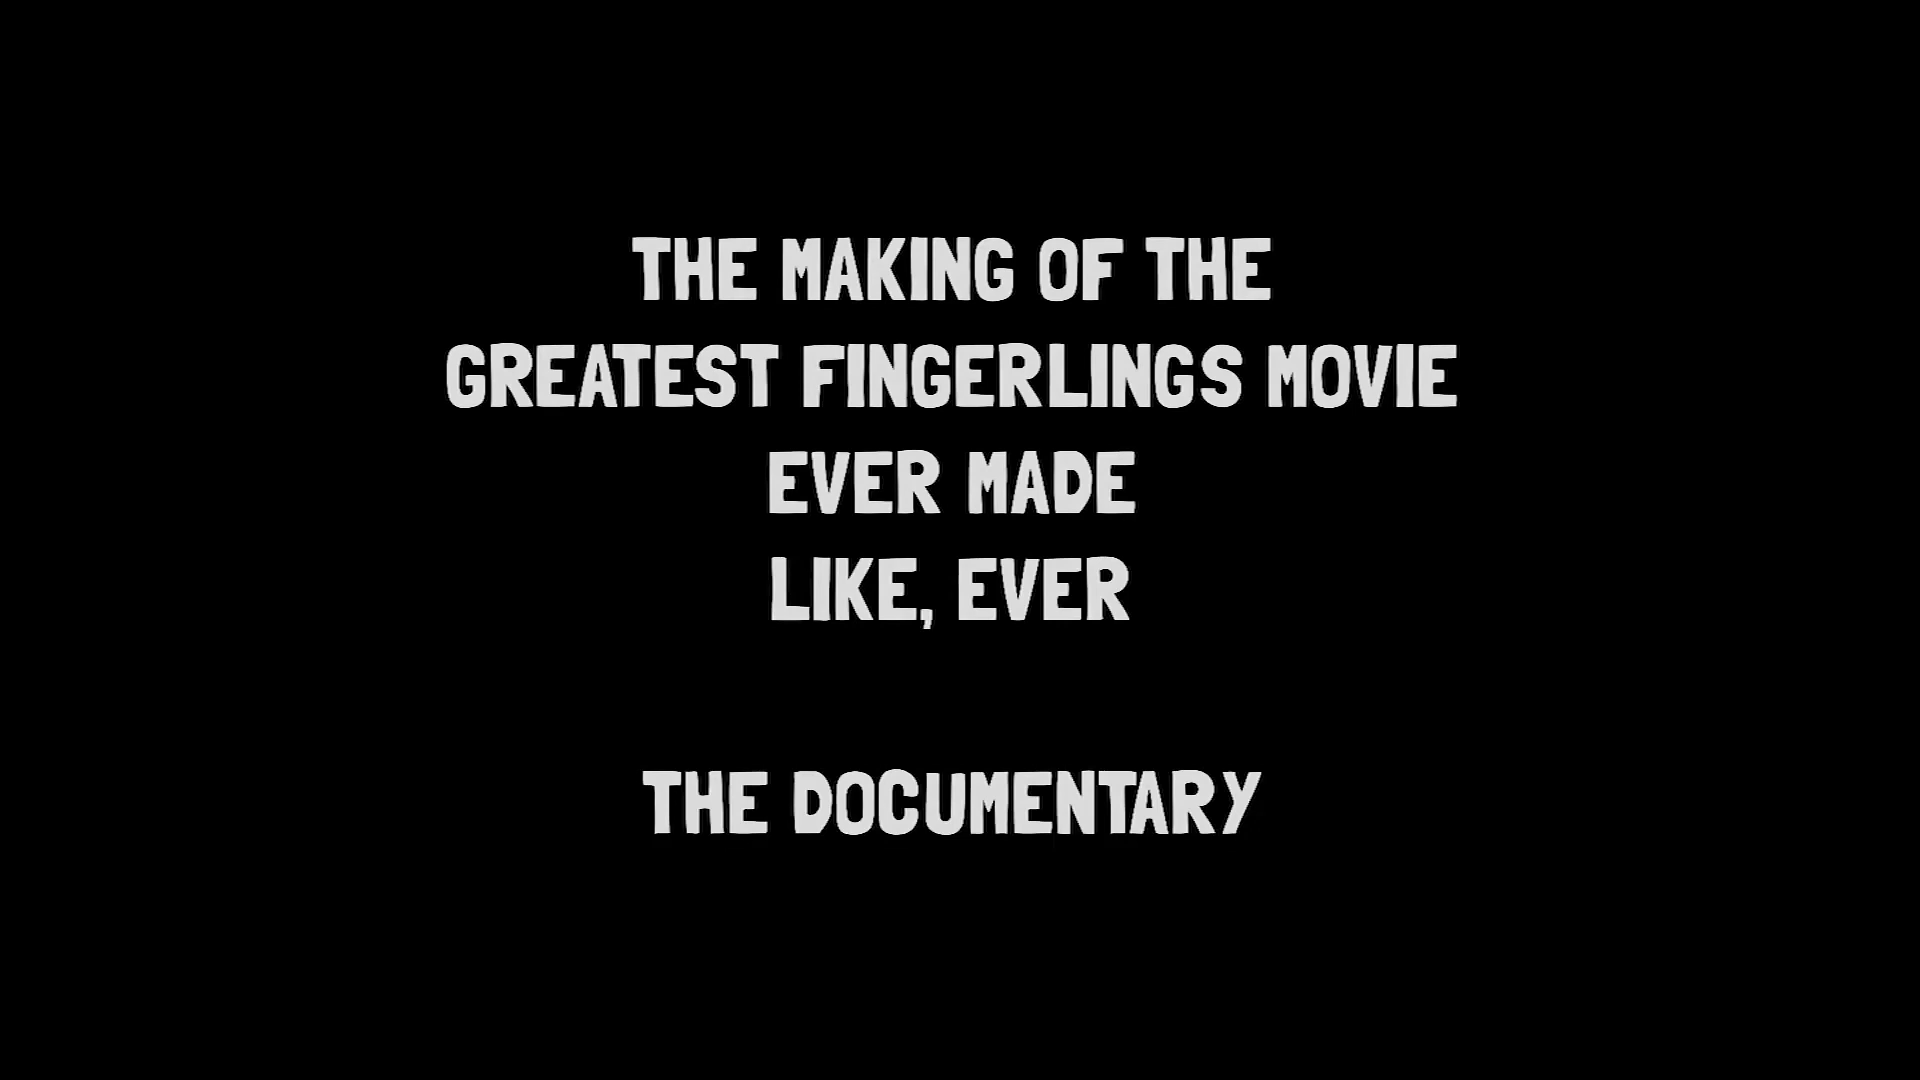 THE MAKING OF THE
GREATEST FINGERLINGS MOVIE
EVER MADE
LIKE, EVER
THE DOCUMENTARY